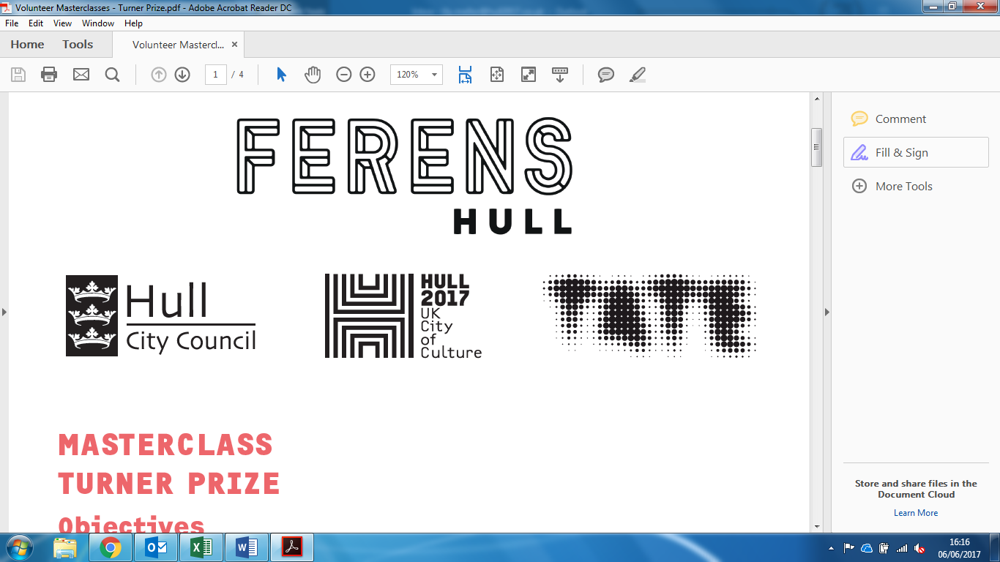 Volunteer Masterclasses - Turner Prize.pdf - Adobe Acrobat Reader DC
File Edit View Window Help
Home Tools Volunteer Mastercl... ×
1 / 4 120%
FERENS
HULL
Hull
City Council
HULL
2017
UK
City
of
Culture
TATE
MASTERCLASS
TURNER PRIZE
Objectives
Comment
Fill & Sign
More Tools
Store and share files in the
Document Cloud
Learn More
16:16
06/06/2017